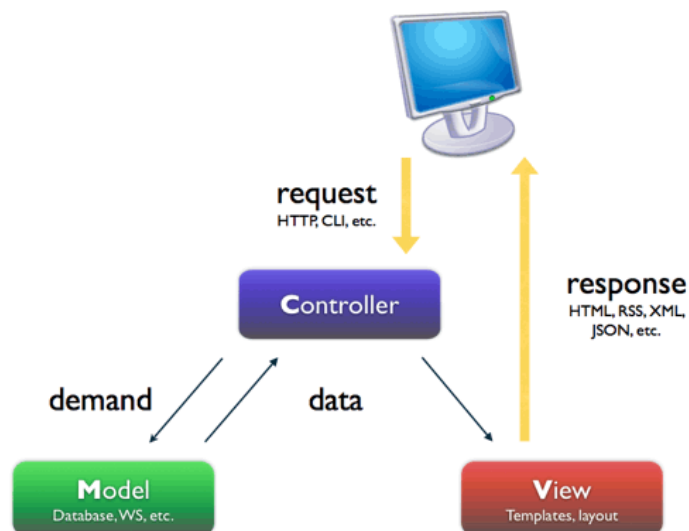 request
HTTP, CLI, etc.
Controller
response
HTML, RSS, XML,
JSON, etc.
demand
data
Model
Database, WS, etc.
View
Templates, layout